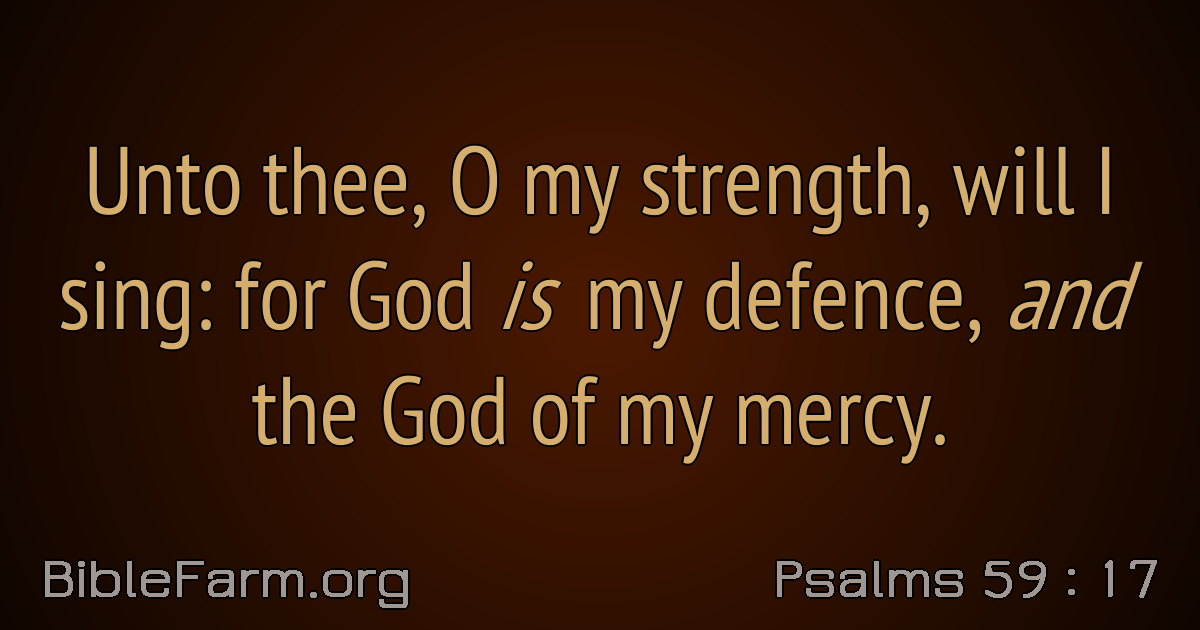 Unto thee, O my strength, will I
sing: for God is my defence, and
the God of my mercy.
BibleFarm.org
Psalms 59 : 17